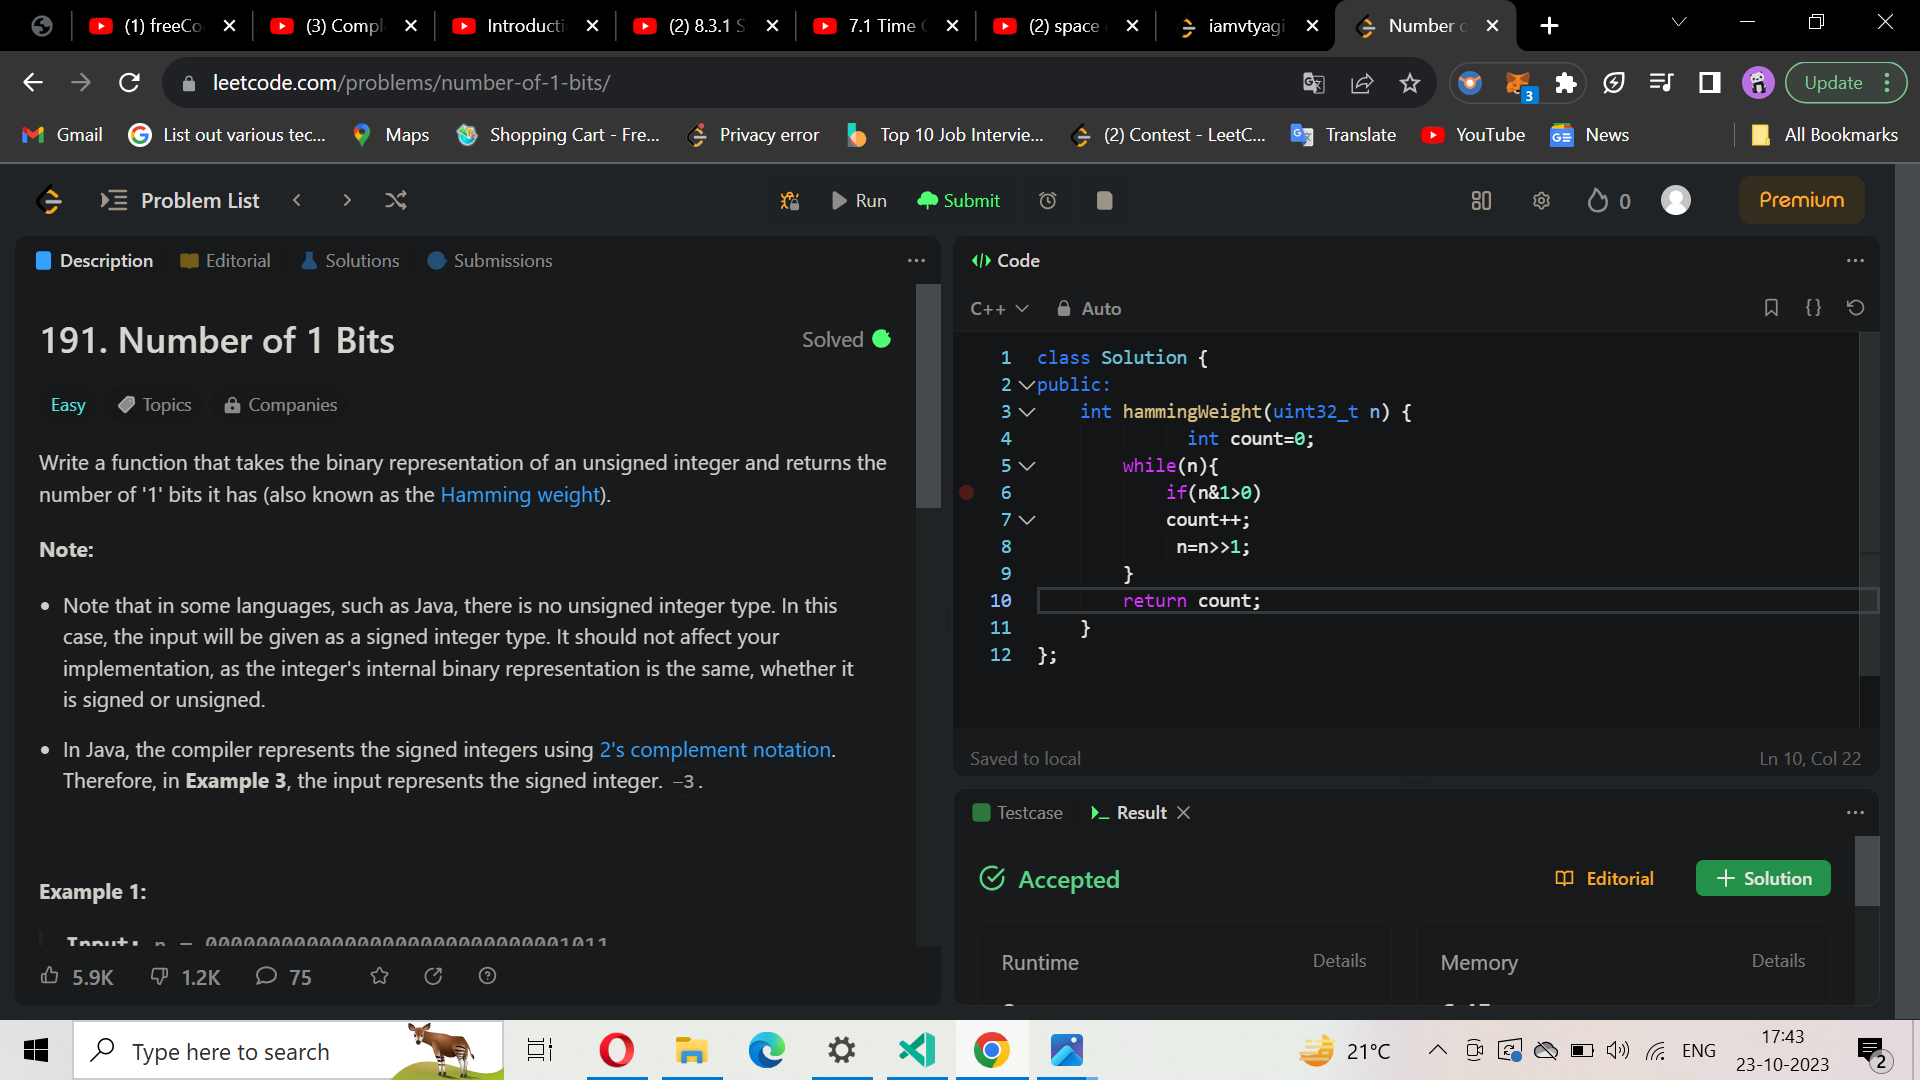 (1) freeCo
(3) Compl
Introducti
(2) 8.3.1 S
7.1 Time
(2) space
iamvtyagi
Number o
leetcode.com/problems/number-of-1-bits/
3
Update
Gmail
List out various tec...
Maps
Shopping Cart - Fre...
Privacy error
Top 10 Job Intervie...
(2) Contest - LeetC...
Translate
YouTube
News
All Bookmarks
Problem List
Run
Submit
0
Premium
Description
Editorial
Solutions
Submissions
191. Number of 1 Bits
Solved
Easy
Topics
Companies
Write a function that takes the binary representation of an unsigned integer and returns the
number of '1' bits it has (also known as the Hamming weight).
Note:
• Note that in some languages, such as Java, there is no unsigned integer type. In this
case, the input will be given as a signed integer type. It should not affect your
implementation, as the integer's internal binary representation is the same, whether it
is signed or unsigned.
• In Java, the compiler represents the signed integers using 2's complement notation.
Therefore, in Example 3, the input represents the signed integer. -3.
Example 1:
Input: n = 00000000000000000000000000001011
5.9K
1.2K
75
Code
C++
Auto
1 class Solution {
2 public:
3 int hammingWeight(uint32_t n) {
4 int count=0;
5 while(n){
6 if(n&1>0)
7 count++;
8 n=n>>1;
9 }
10 return count;
11 }
12 };
Saved to local
Ln 10, Col 22
Testcase
Result
Accepted
Editorial
Solution
Runtime
Details
Memory
Details
Type here to search
21°C
ENG
17:43
23-10-2023
2